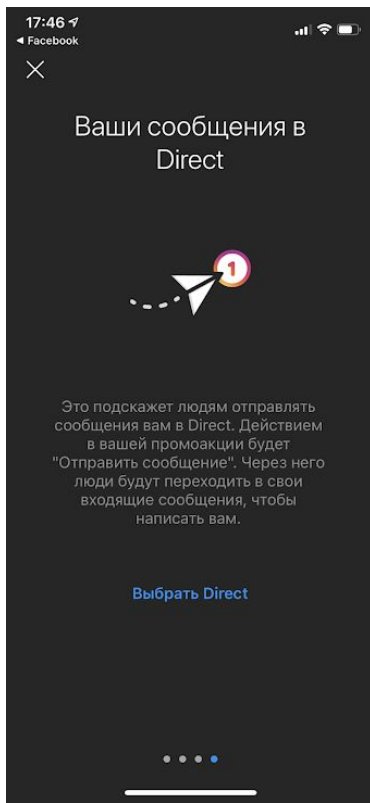 17:46
◀ Facebook
Ваши сообщения в
Direct
1
Это подскажет людям отправлять
сообщения вам в Direct. Действием
в вашей промоакции будет
"Отправить сообщение". Через него
люди будут переходить в свои
входящие сообщения, чтобы
написать вам.
Выбрать Direct